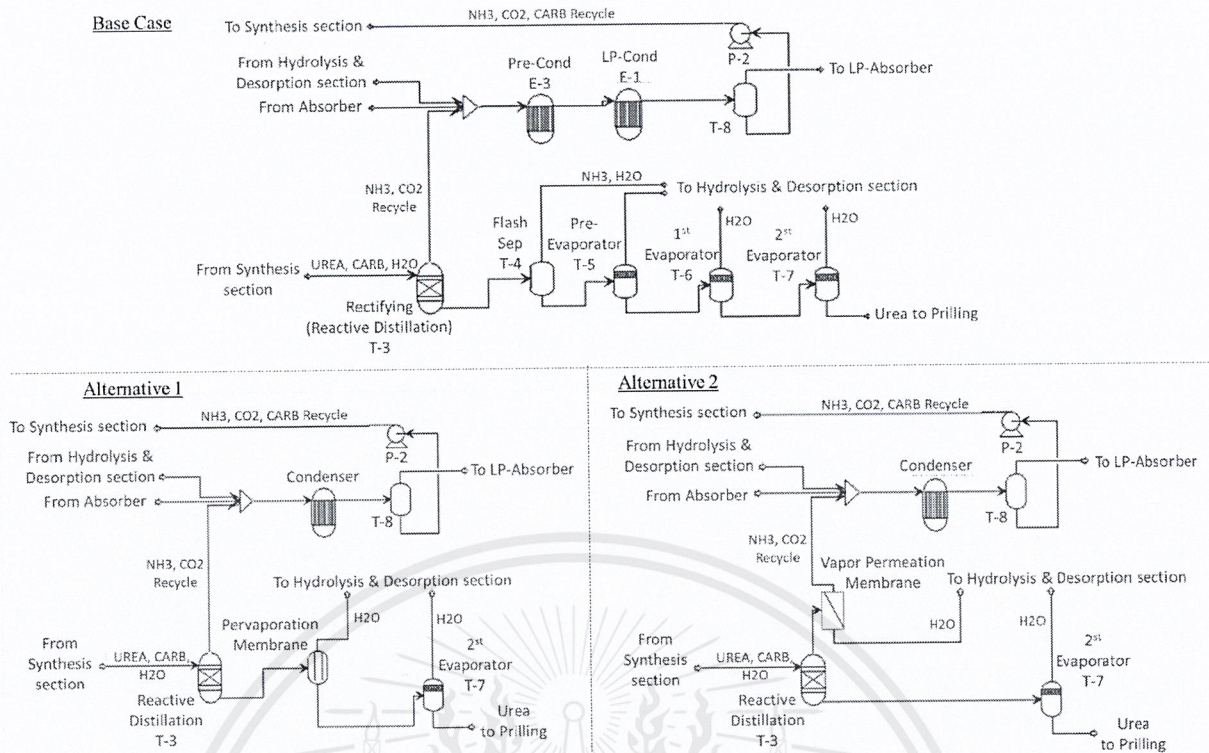 Base Case
To Synthesis section
NH3, CO2, CARB Recycle
P-2
From Hydrolysis &
Desorption section
From Absorber
Pre-Cond
E-3
LP-Cond
E-1
To LP-Absorber
T-8
NH3, CO2
Recycle
NH3, H2O
To Hydrolysis & Desorption section
Flash
Sep
T-4
Pre-
Evaporator
T-5
H2O
1st
Evaporator
T-6
H2O
2st
Evaporator
T-7
From Synthesis
section
UREA, CARB, H2O
Rectifying
(Reactive Distillation)
T-3
Urea to Prilling
Alternative 1
To Synthesis section
NH3, CO2, CARB Recycle
P-2
From Hydrolysis &
Desorption section
From Absorber
Condenser
To LP-Absorber
T-8
NH3, CO2
Recycle
To Hydrolysis & Desorption section
Pervaporation
Membrane
H2O
H2O
2st
Evaporator
T-7
From
Synthesis
section
UREA, CARB,
H2O
Reactive
Distillation
T-3
Urea
to Prilling
Alternative 2
To Synthesis section
NH3, CO2, CARB Recycle
P-2
From Hydrolysis &
Desorption section
From Absorber
Condenser
To LP-Absorber
T-8
NH3, CO2
Recycle
Vapor Permeation
Membrane
To Hydrolysis & Desorption section
H2O
H2O
2st
Evaporator
T-7
From
Synthesis
section
UREA, CARB,
H2O
Reactive
Distillation
T-3
Urea
to Prilling